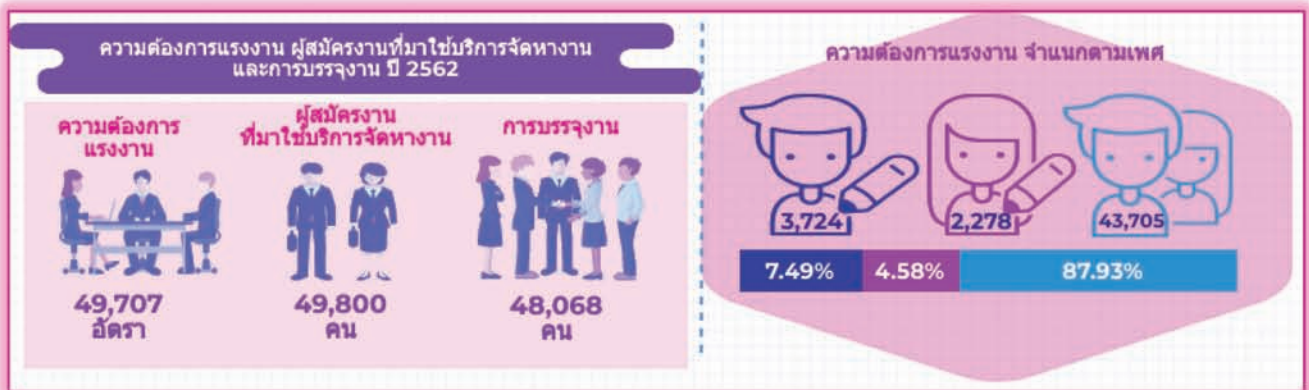 ความต้องการแรงงาน ผู้สมัครงานที่มาใช้บริการจัดหางาน
และการบรรจุงาน ปี 2562
ความต้องการ
แรงงาน
ผู้สมัครงาน
ที่มาใช้บริการจัดหางาน
การบรรจุงาน
49,707
อัตรา
49,800
คน
48,068
คน
ความต้องการแรงงาน จำแนกตามเพศ
3,724
2,278
43,705
7.49%
4.58%
87.93%